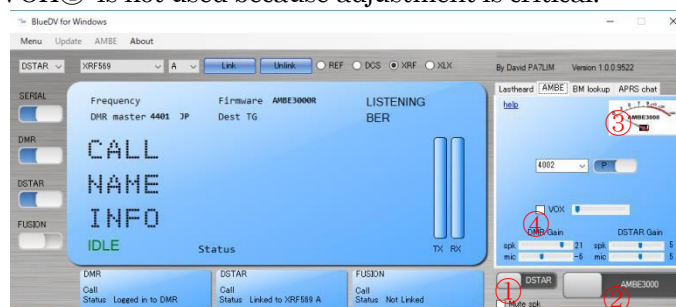 VOX④ is not used because adjustment is critical.
BlueDV for Windows
Menu Update AMBE About
DSTAR XRF569 A Link Unlink REF DCS XRF XLX By David PA7LIM Version 1.0.0.9522
SERIAL
DMR
DSTAR
FUSION
Frequency Firmware AMBE3000R LISTENING
DMR master 4401 JP Dest TG BER
CALL
NAME
INFO
IDLE Status TX RX
Lastheard AMBE BM lookup APRS chat
help
AMBE3000
③
4002 P
VOX
④
DMR Gain DSTAR Gain
spk 21 spk 5
mic -6 mic 5
DMR
Call
Status Logged in to DMR
DSTAR
Call
Status Linked to XRF569 A
FUSION
Call
Status Not Linked
① DSTAR ② AMBE3000
Mute spk